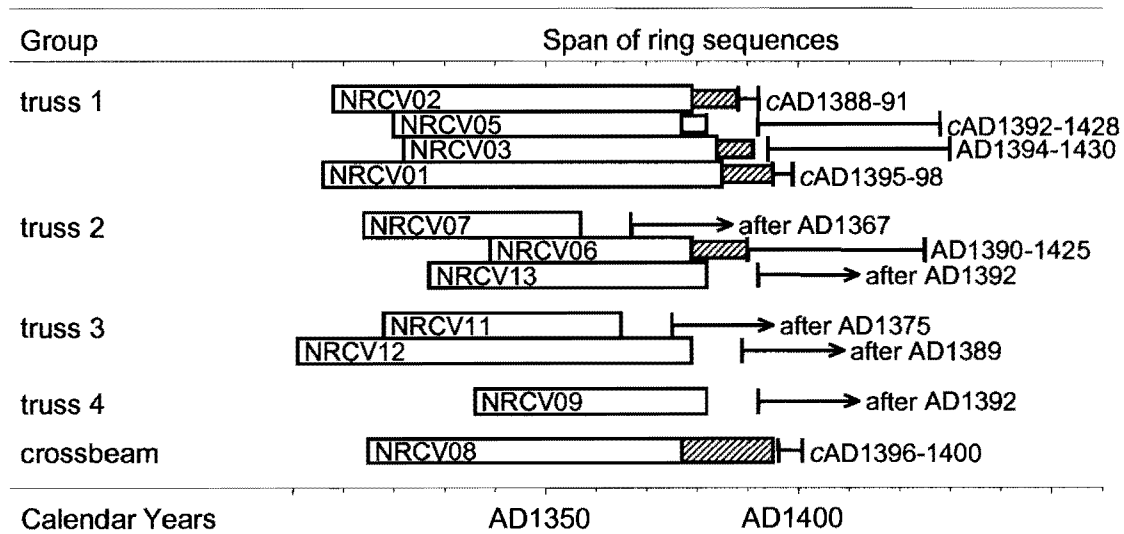 Group Span of ring sequences
truss 1 NRCV02 cAD1388-91
NRCV05 cAD1392-1428
NRCV03 AD1394-1430
NRCV01 cAD1395-98
truss 2 NRCV07 after AD1367
NRCV06 AD1390-1425
NRCV13 after AD1392
truss 3 NRCV11 after AD1375
NRCV12 after AD1389
truss 4 NRCV09 after AD1392
crossbeam NRCV08 cAD1396-1400
Calendar Years AD1350 AD1400